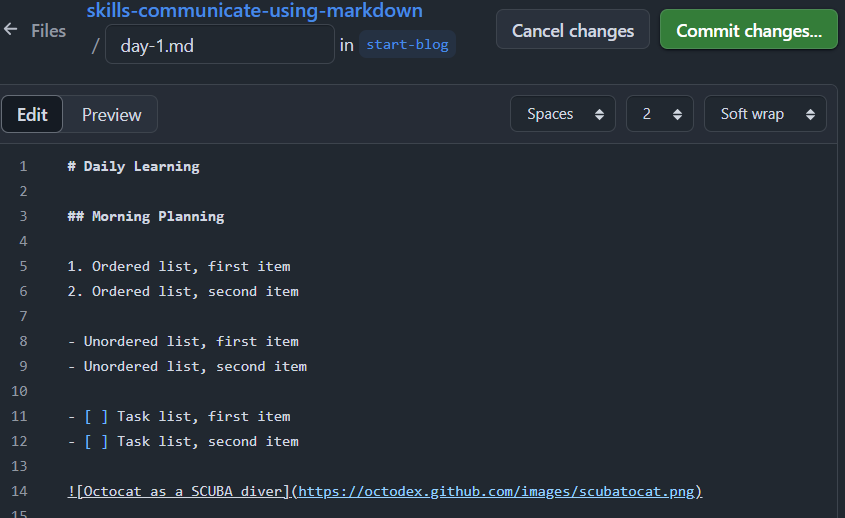 skills-communicate-using-markdown
Files
/ day-1.md in start-blog
Cancel changes
Commit changes...
Edit
Preview
Spaces
2
Soft wrap
1 # Daily Learning
2
3 ## Morning Planning
4
5 1. Ordered list, first item
6 2. Ordered list, second item
7
8 - Unordered list, first item
9 - Unordered list, second item
10
11 - [ ] Task list, first item
12 - [ ] Task list, second item
13
14 ![Octocat as a SCUBA diver](https://octodex.github.com/images/scubatocat.png)
15